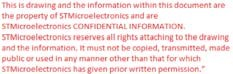 This is drawing and the information within this document are
the property of STMicroelectronics and are
STMicroelectronics CONFIDENTIAL INFORMATION.
STMicroelectronics reserves all rights attaching to the drawing
and the information. It must not be copied, transmitted, made
public or used in any matter other than that for which
STMicroelectronics has given prior written permission."